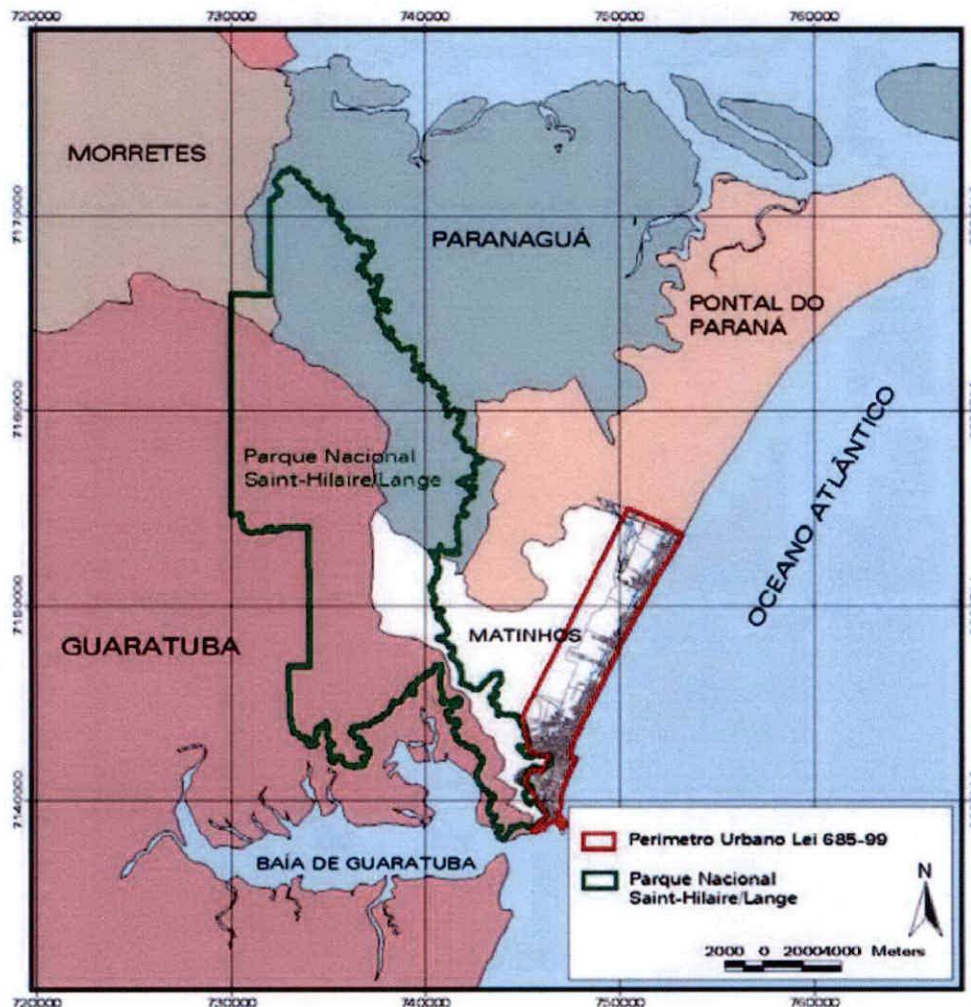 720000 730000 740000 750000 760000
MORRETES
7170000
PARANAGUÁ
PONTAL DO
PARANÁ
7160000
Parque Nacional
Saint-Hilaire/Lange
OCEANO ATLÂNTICO
7150000
MATINHOS
GUARATUBA
7140000
BAÍA DE GUARATUBA
Perimetro Urbano Lei 685-99
Parque Nacional
Saint-Hilaire/Lange
N
2000 0 20004000 Meters
720000 730000 740000 750000 760000